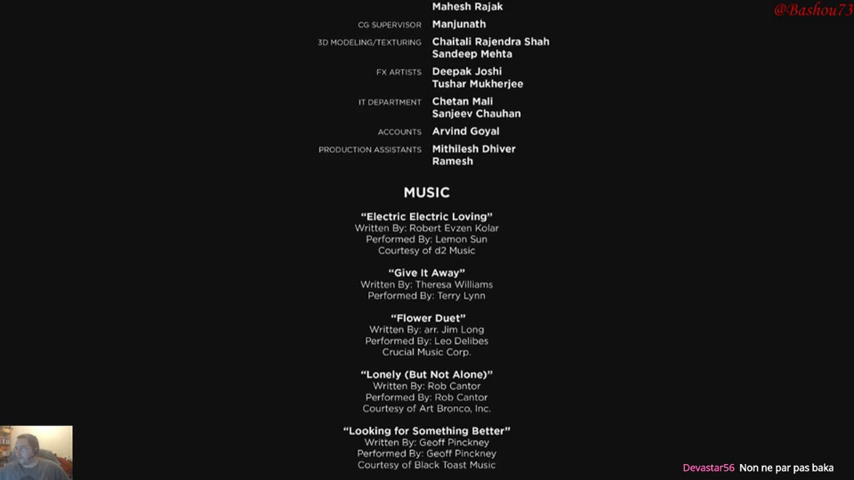 @Bashou73
Mahesh Rajak
CG SUPERVISOR Manjunath
3D MODELING/TEXTURING Chaitali Rajendra Shah
Sandeep Mehta
FX ARTISTS Deepak Joshi
Tushar Mukherjee
IT DEPARTMENT Chetan Mali
Sanjeev Chauhan
ACCOUNTS Arvind Goyal
PRODUCTION ASSISTANTS Mithilesh Dhiver
Ramesh
MUSIC
“Electric Electric Loving”
Written By: Robert Evzen Kolar
Performed By: Lemon Sun
Courtesy of d2 Music
“Give It Away”
Written By: Theresa Williams
Performed By: Terry Lynn
“Flower Duet”
Written By: arr. Jim Long
Performed By: Leo Delibes
Crucial Music Corp.
“Lonely (But Not Alone)”
Written By: Rob Cantor
Performed By: Rob Cantor
Courtesy of Art Bronco, Inc.
“Looking for Something Better”
Written By: Geoff Pinckney
Performed By: Geoff Pinckney
Courtesy of Black Toast Music
Devastar56 Non ne par pas baka